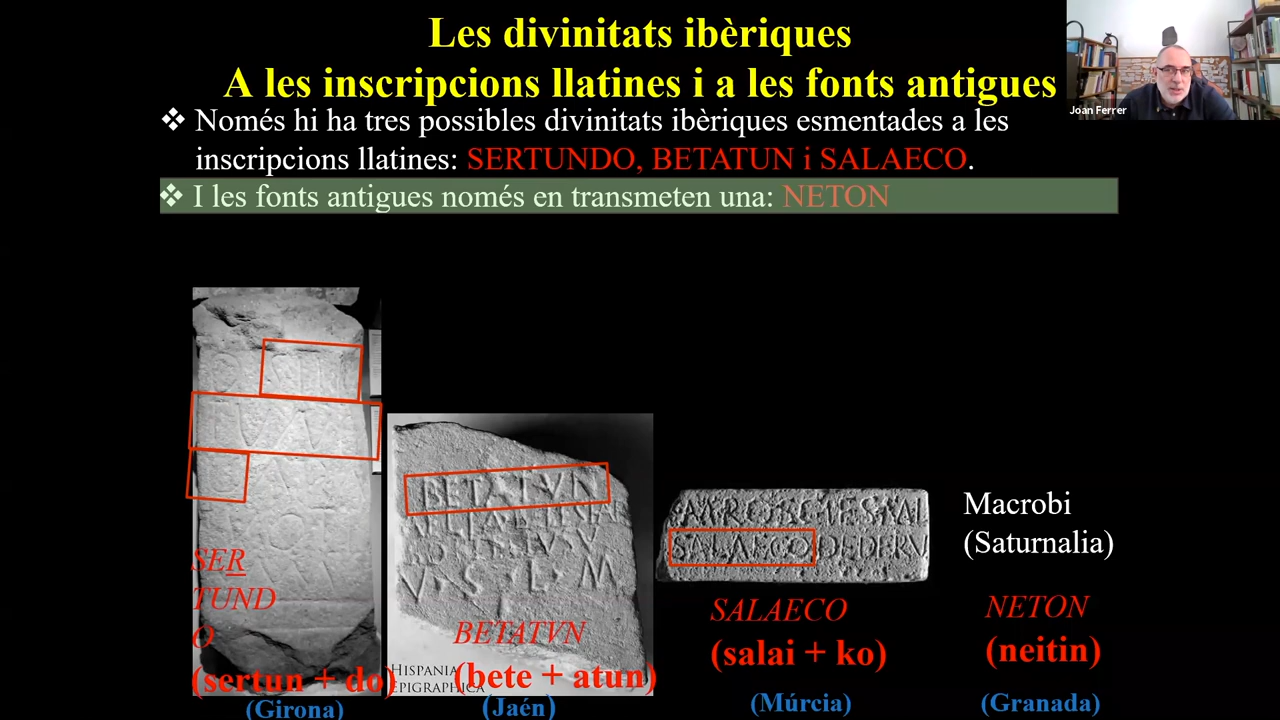 Les divinitats ibèriques
A les inscripcions llatines i a les fonts antigues
Joan Ferrer
❖ Només hi ha tres possibles divinitats ibèriques esmentades a les
inscripcions llatines: SERTUNDO, BETATUN i SALAECO.
❖ I les fonts antigues només en transmeten una: NETON
SER
TUND
O
(sertun + do)
(Girona)
BETATVN
V · S · L · M
HISPANIA
EPIGRAPHICA
BETATVN
(bete + atun)
(Jaén)
SALAECO DEDERV
SALAECO
(salai + ko)
(Múrcia)
Macrobi
(Saturnalia)
NETON
(neitin)
(Granada)